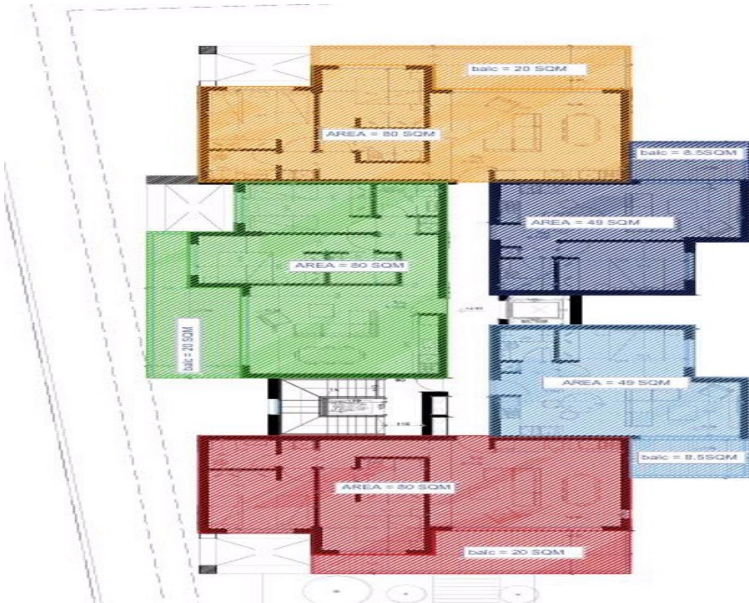 balc = 20 SQM
AREA = 80 SQM
balc = 8.5SQM
AREA = 49 SQM
AREA = 80 SQM
balc = 20 SQM
AREA = 49 SQM
balc = 8.5SQM
AREA = 80 SQM
balc = 20 SQM